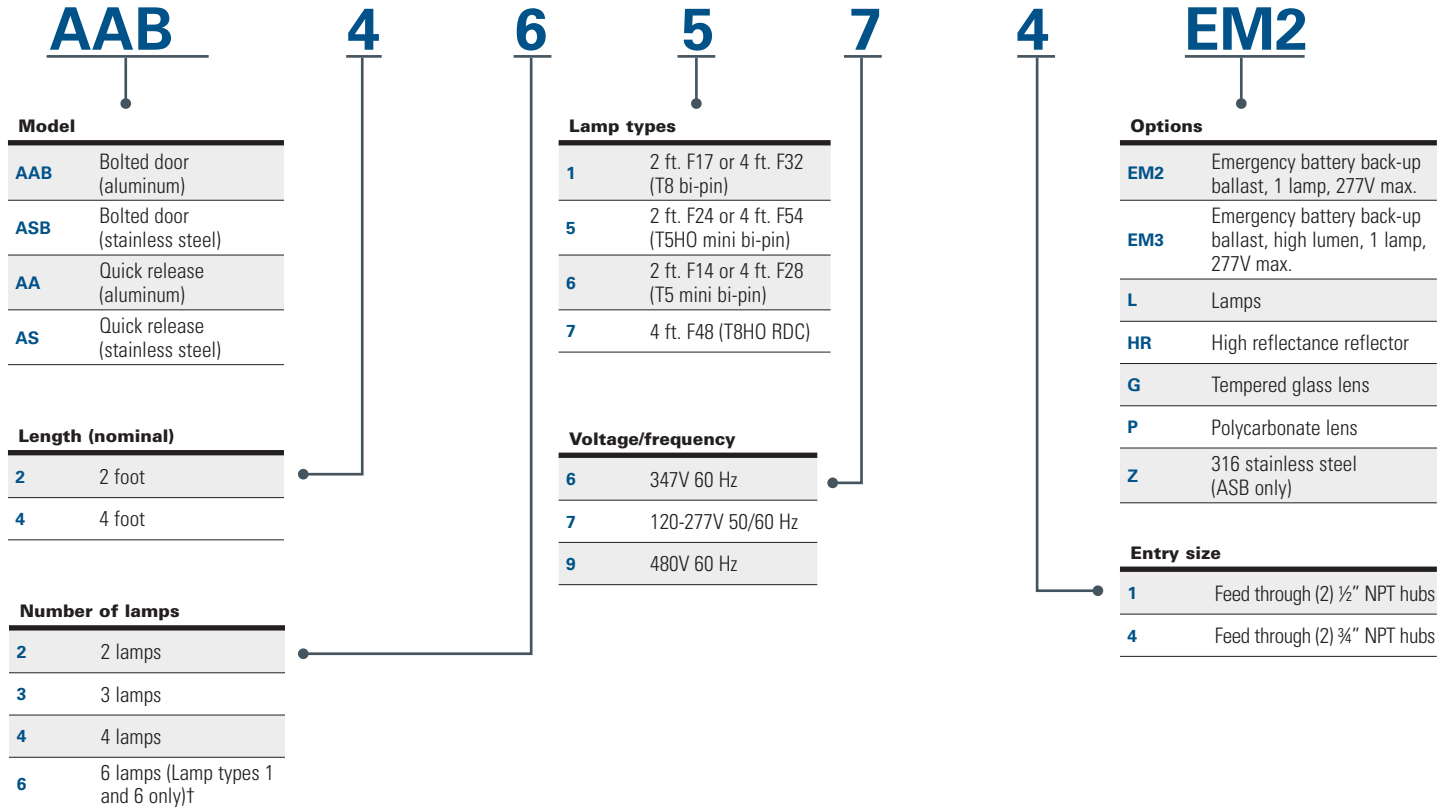 AAB 4 6 5 7 4 EM2
Model
AAB Bolted door
(aluminum)
ASB Bolted door
(stainless steel)
AA Quick release
(aluminum)
AS Quick release
(stainless steel)
Length (nominal)
2 2 foot
4 4 foot
Number of lamps
2 2 lamps
3 3 lamps
4 4 lamps
6 6 lamps (Lamp types 1
and 6 only)†
Lamp types
1 2 ft. F17 or 4 ft. F32
(T8 bi-pin)
5 2 ft. F24 or 4 ft. F54
(T5HO mini bi-pin)
6 2 ft. F14 or 4 ft. F28
(T5 mini bi-pin)
7 4 ft. F48 (T8HO RDC)
Voltage/frequency
6 347V 60 Hz
7 120-277V 50/60 Hz
9 480V 60 Hz
Options
EM2 Emergency battery back-up
ballast, 1 lamp, 277V max.
EM3 Emergency battery back-up
ballast, high lumen, 1 lamp,
277V max.
L Lamps
HR High reflectance reflector
G Tempered glass lens
P Polycarbonate lens
Z 316 stainless steel
(ASB only)
Entry size
1 Feed through (2) ½″ NPT hubs
4 Feed through (2) ¾″ NPT hubs